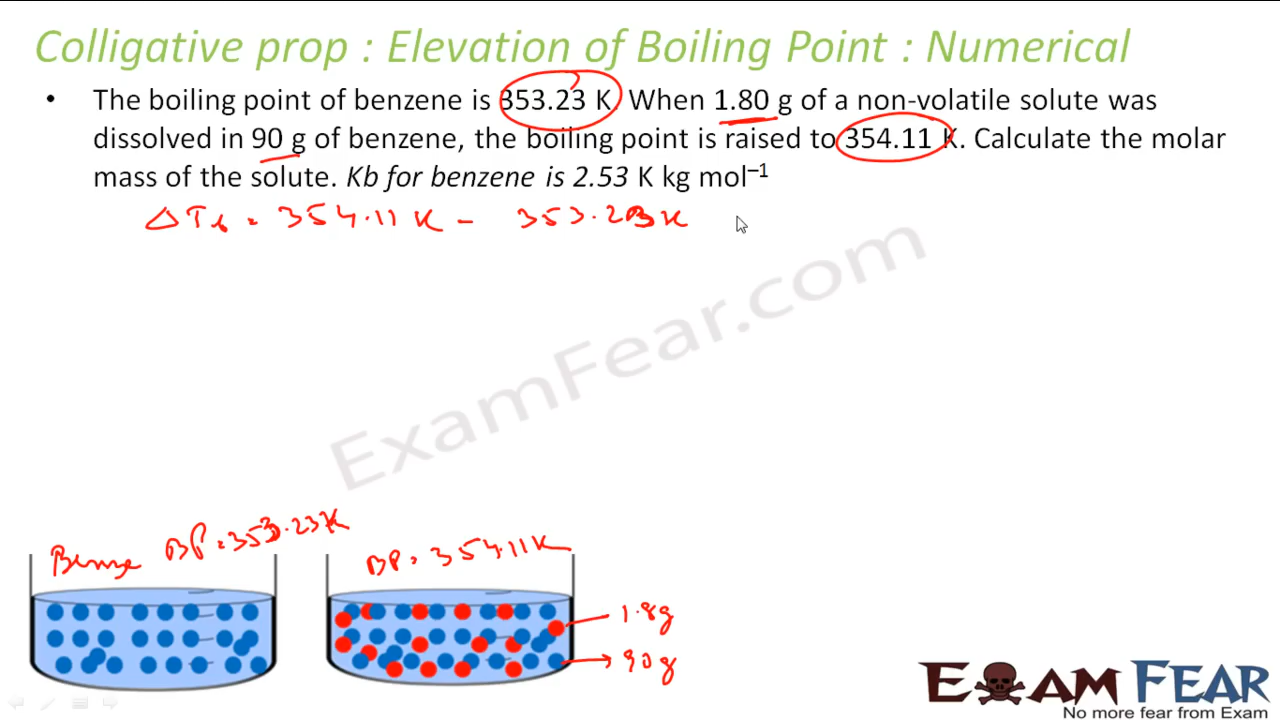 Colligative prop : Elevation of Boiling Point : Numerical
• The boiling point of benzene is 353.23 K. When 1.80 g of a non-volatile solute was
dissolved in 90 g of benzene, the boiling point is raised to 354.11 K. Calculate the molar
mass of the solute. Kb for benzene is 2.53 K kg mol⁻¹
ΔTb = 354.11 K – 353.23 K
ExamFear.com
BP = 353.23K
BP = 354.11K
1.8g
90g
EXAM FEAR
No more fear from Exam